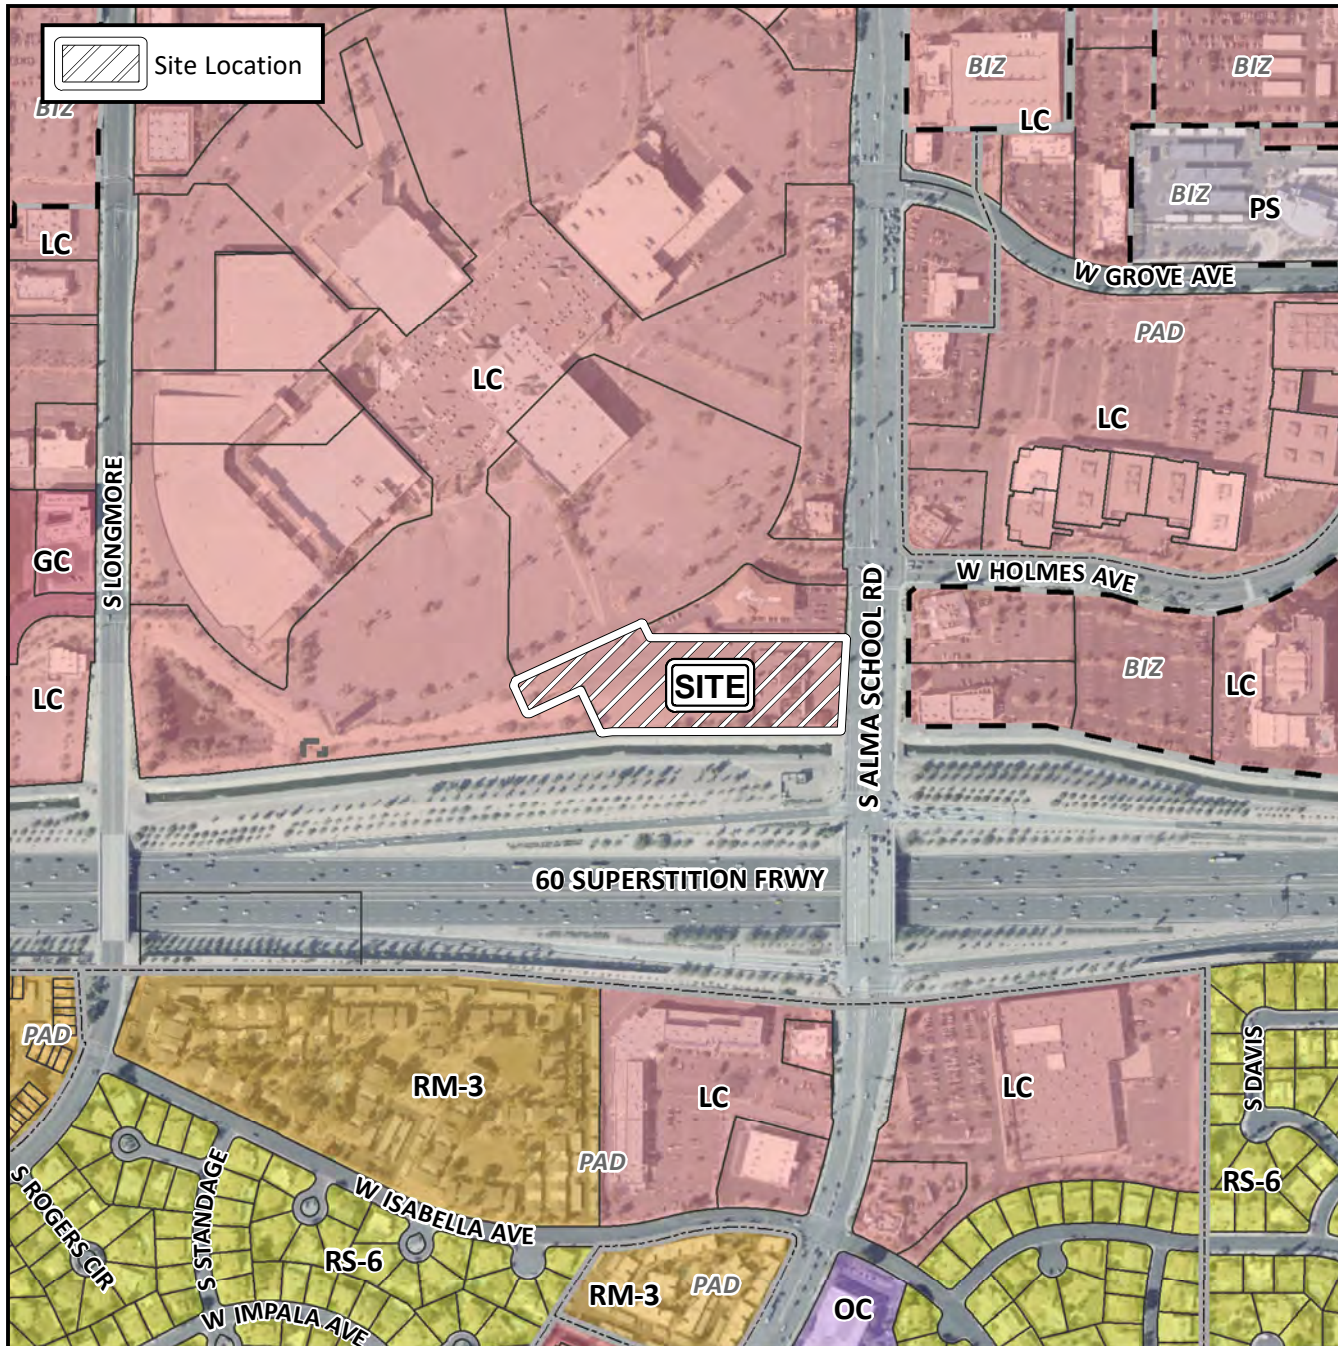 Site Location
BIZ
BIZ
BIZ
LC
BIZ
PS
LC
W GROVE AVE
PAD
LC
LC
S LONGMORE
GC
W HOLMES AVE
S ALMA SCHOOL RD
LC
SITE
BIZ
LC
60 SUPERSTITION FRWY
PAD
RM-3
LC
LC
S DAVIS
PAD
RS-6
S ROGERS CIR
S STANDAGE
W ISABELLA AVE
RS-6
RM-3
PAD
OC
W IMPALA AVE